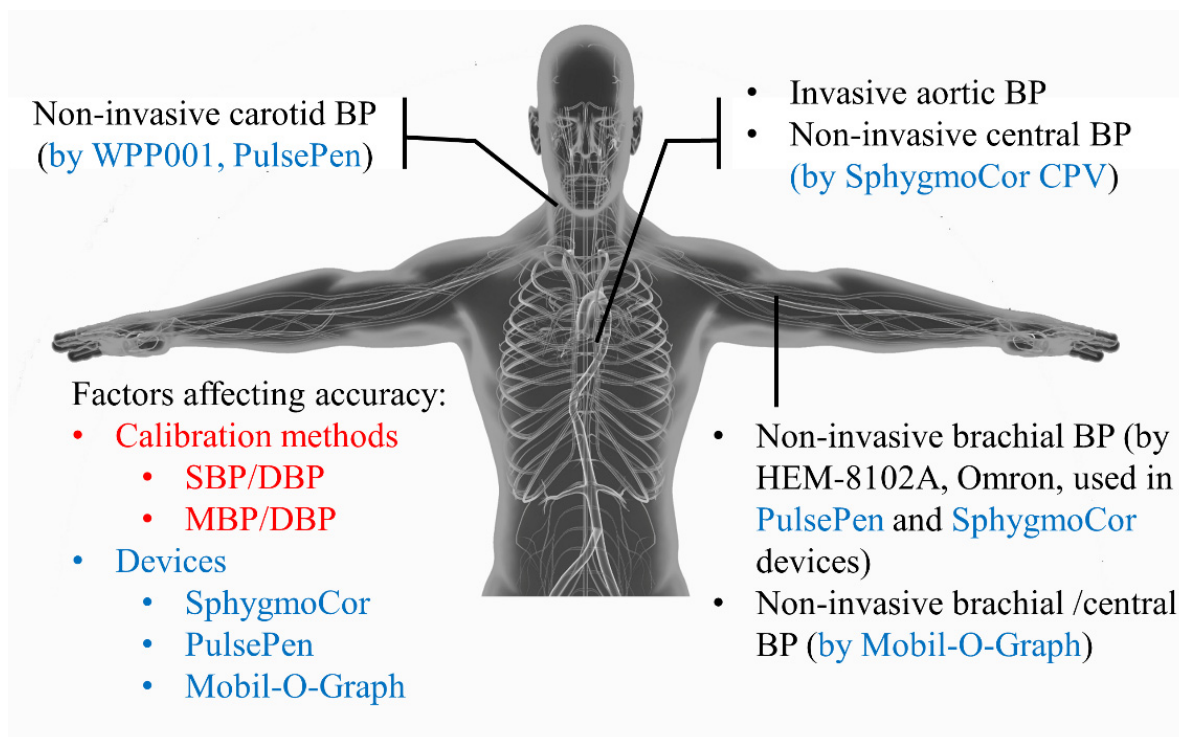 Non-invasive carotid BP
(by WPP001, PulsePen)
• Invasive aortic BP
• Non-invasive central BP
(by SphygmoCor CPV)
Factors affecting accuracy:
• Calibration methods
• SBP/DBP
• MBP/DBP
• Devices
• SphygmoCor
• PulsePen
• Mobil-O-Graph
• Non-invasive brachial BP (by
HEM-8102A, Omron, used in
PulsePen and SphygmoCor
devices)
• Non-invasive brachial /central
BP (by Mobil-O-Graph)